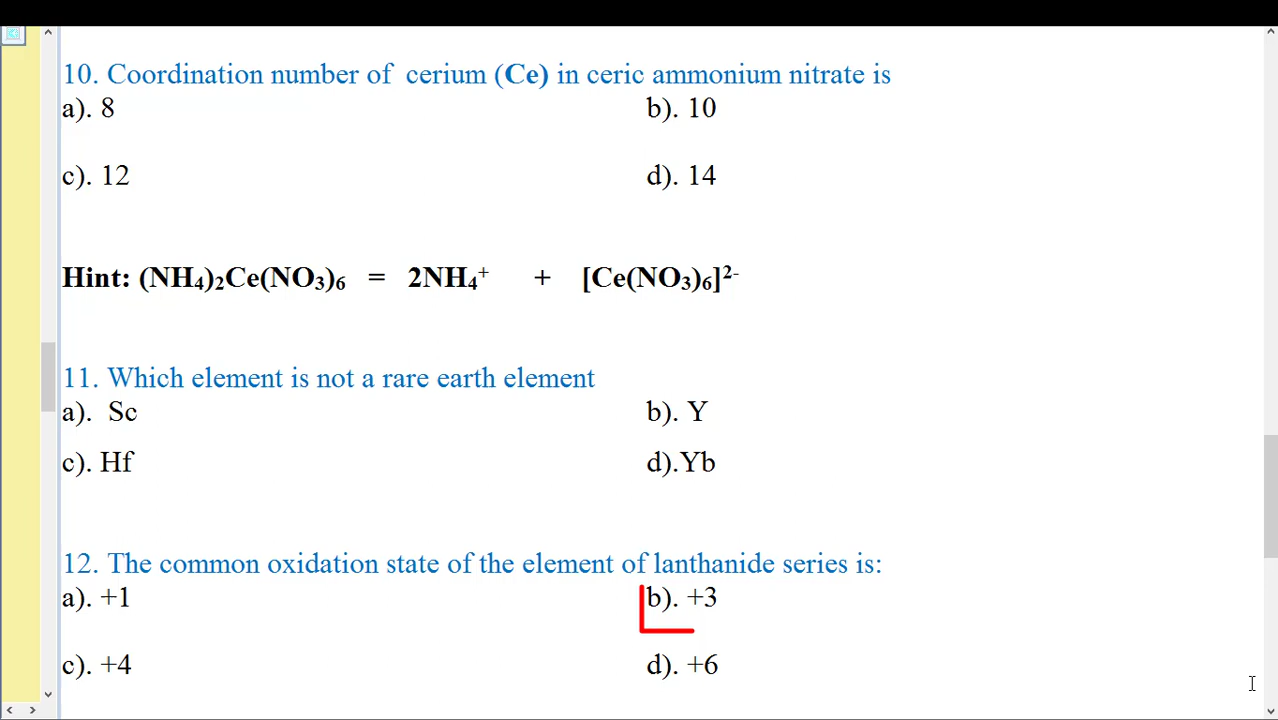 10. Coordination number of cerium (Ce) in ceric ammonium nitrate is
a). 8 b). 10
c). 12 d). 14
Hint: (NH₄)₂Ce(NO₃)₆ = 2NH₄⁺ + [Ce(NO₃)₆]²⁻
11. Which element is not a rare earth element
a). Sc b). Y
c). Hf d).Yb
12. The common oxidation state of the element of lanthanide series is:
a). +1 b). +3
c). +4 d). +6